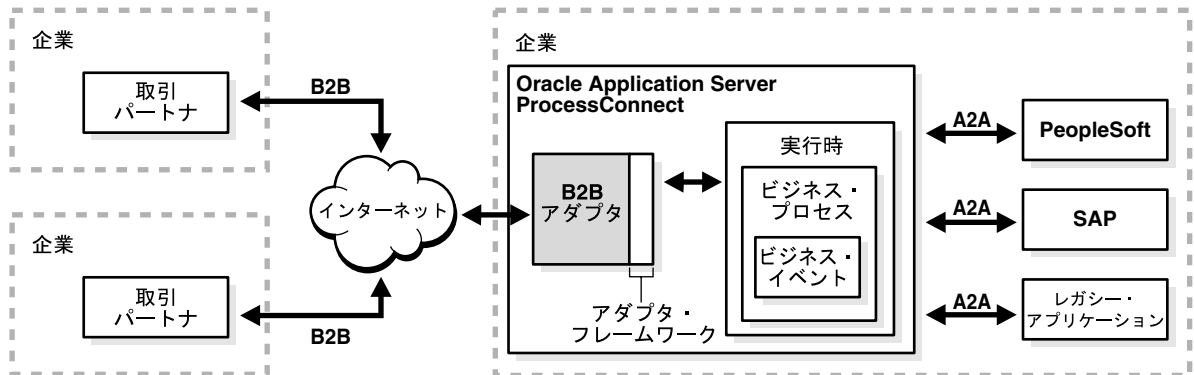 企業
取引
パートナ
B2B
企業
取引
パートナ
B2B
インターネット
企業
Oracle Application Server
ProcessConnect
B2B
アダプタ
アダプタ・
フレームワーク
実行時
ビジネス・
プロセス
ビジネス・
イベント
A2A
PeopleSoft
A2A
SAP
A2A
レガシー・
アプリケーション